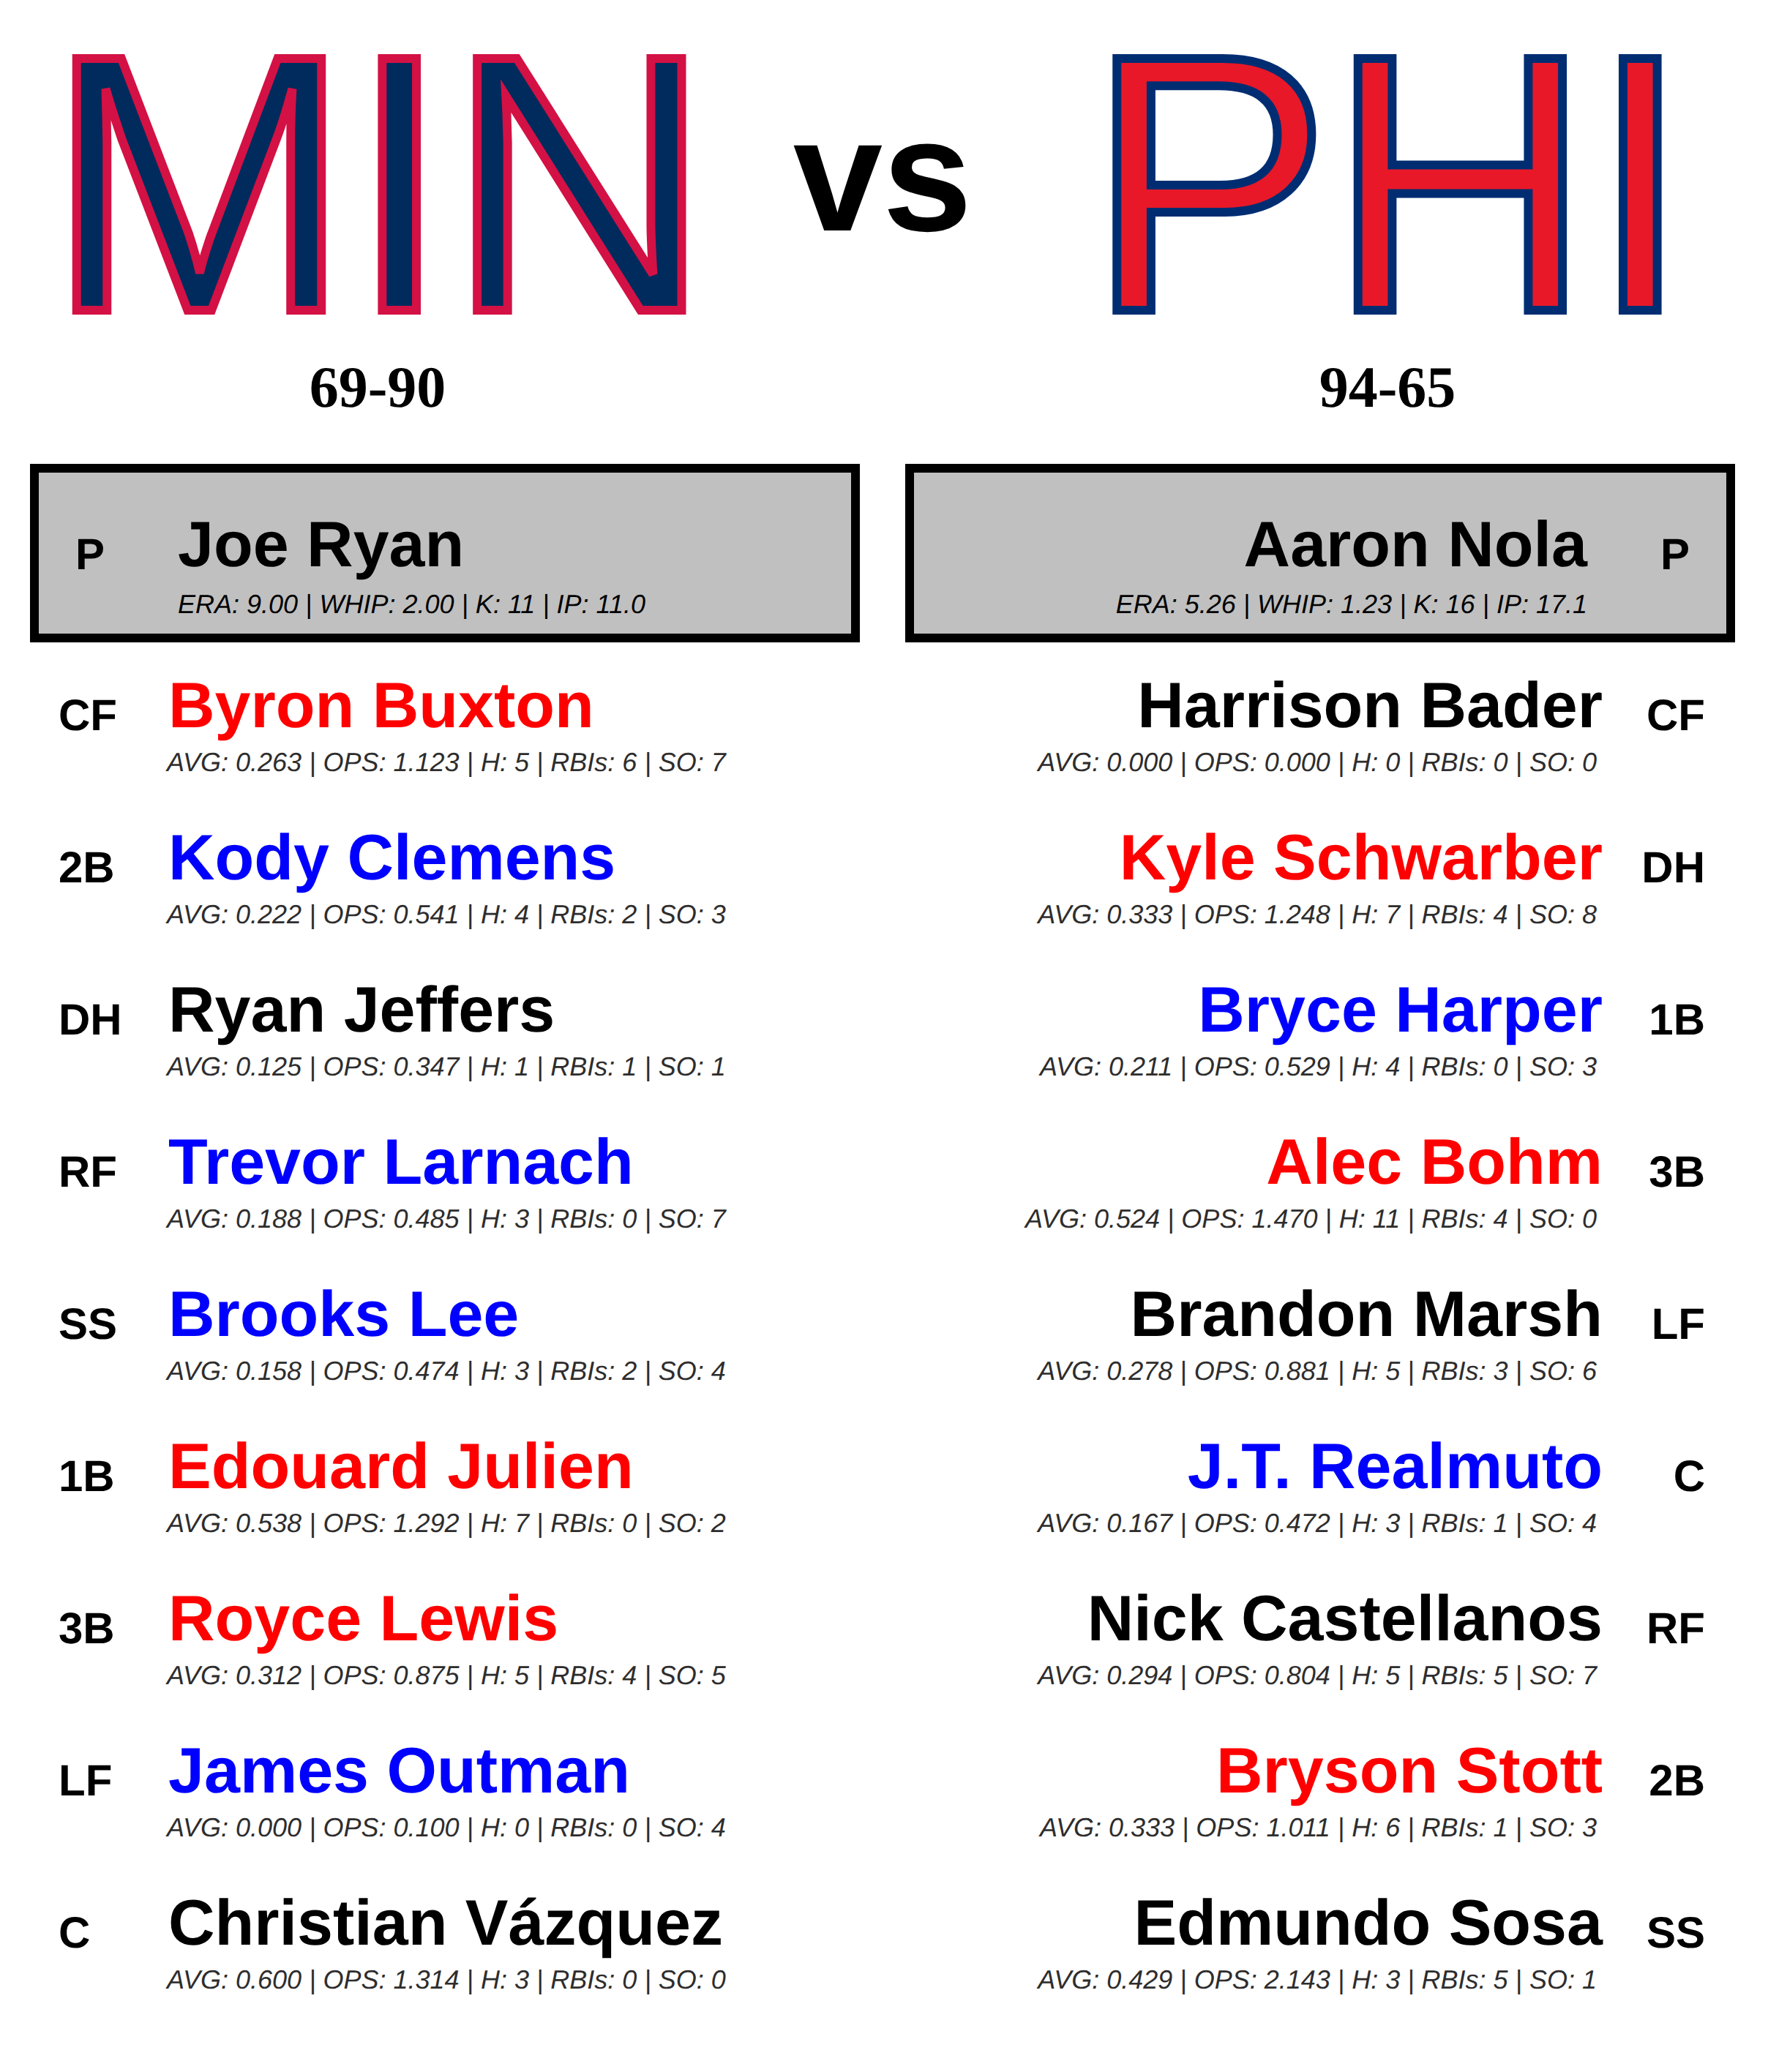 MIN vs PHI
69-90 94-65
P Joe Ryan Aaron Nola P
ERA: 9.00 | WHIP: 2.00 | K: 11 | IP: 11.0 ERA: 5.26 | WHIP: 1.23 | K: 16 | IP: 17.1
CF Byron Buxton Harrison Bader CF
AVG: 0.263 | OPS: 1.123 | H: 5 | RBIs: 6 | SO: 7 AVG: 0.000 | OPS: 0.000 | H: 0 | RBIs: 0 | SO: 0
2B Kody Clemens Kyle Schwarber DH
AVG: 0.222 | OPS: 0.541 | H: 4 | RBIs: 2 | SO: 3 AVG: 0.333 | OPS: 1.248 | H: 7 | RBIs: 4 | SO: 8
DH Ryan Jeffers Bryce Harper 1B
AVG: 0.125 | OPS: 0.347 | H: 1 | RBIs: 1 | SO: 1 AVG: 0.211 | OPS: 0.529 | H: 4 | RBIs: 0 | SO: 3
RF Trevor Larnach Alec Bohm 3B
AVG: 0.188 | OPS: 0.485 | H: 3 | RBIs: 0 | SO: 7 AVG: 0.524 | OPS: 1.470 | H: 11 | RBIs: 4 | SO: 0
SS Brooks Lee Brandon Marsh LF
AVG: 0.158 | OPS: 0.474 | H: 3 | RBIs: 2 | SO: 4 AVG: 0.278 | OPS: 0.881 | H: 5 | RBIs: 3 | SO: 6
1B Edouard Julien J.T. Realmuto C
AVG: 0.538 | OPS: 1.292 | H: 7 | RBIs: 0 | SO: 2 AVG: 0.167 | OPS: 0.472 | H: 3 | RBIs: 1 | SO: 4
3B Royce Lewis Nick Castellanos RF
AVG: 0.312 | OPS: 0.875 | H: 5 | RBIs: 4 | SO: 5 AVG: 0.294 | OPS: 0.804 | H: 5 | RBIs: 5 | SO: 7
LF James Outman Bryson Stott 2B
AVG: 0.000 | OPS: 0.100 | H: 0 | RBIs: 0 | SO: 4 AVG: 0.333 | OPS: 1.011 | H: 6 | RBIs: 1 | SO: 3
C Christian Vázquez Edmundo Sosa SS
AVG: 0.600 | OPS: 1.314 | H: 3 | RBIs: 0 | SO: 0 AVG: 0.429 | OPS: 2.143 | H: 3 | RBIs: 5 | SO: 1